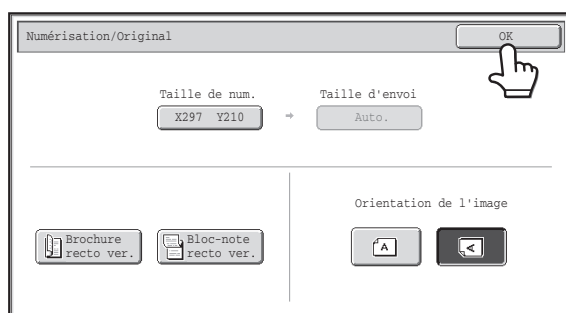 Numérisation/Original
OK
Taille de num.
Taille d'envoi
X297 Y210
Auto.
Orientation de l'image
Brochure
recto ver.
Bloc-note
recto ver.
A
A